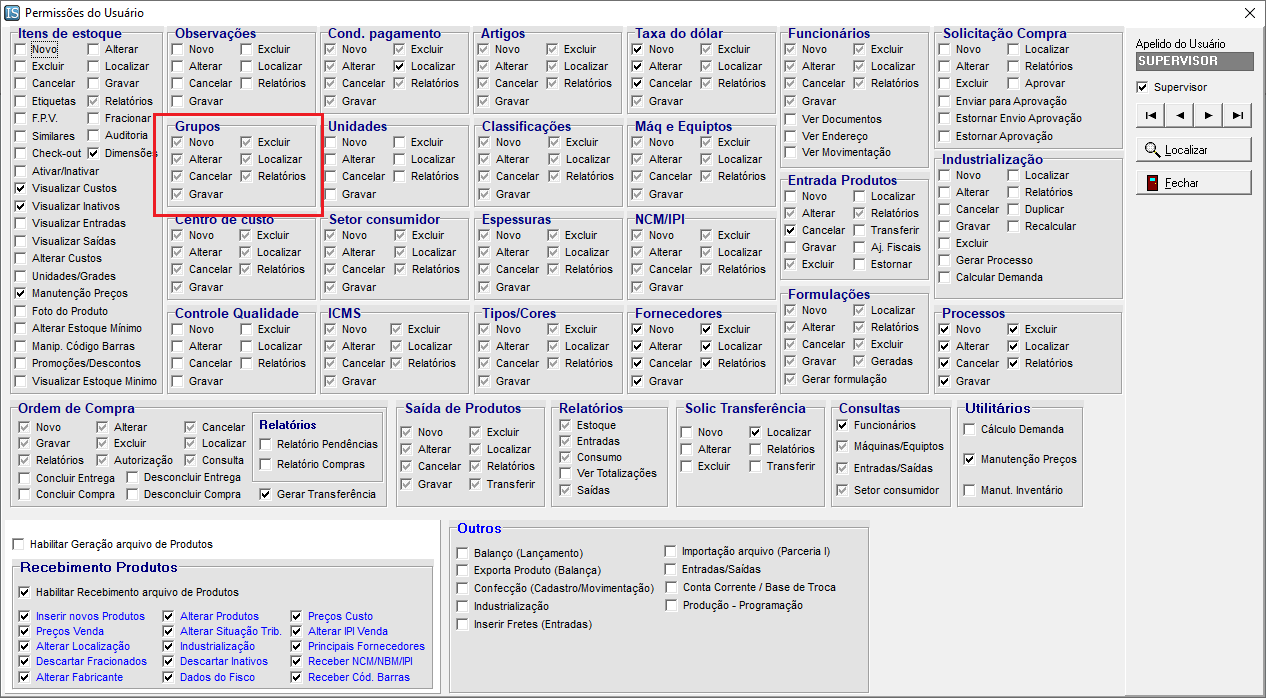 IS Permissões do Usuário
Itens de estoque
Novo Alterar
Excluir Localizar
Cancelar Gravar
Etiquetas Relatórios
F.P.V. Fracionar
Similares Auditoria
Check-out Dimensões
Ativar/Inativar
Visualizar Custos
Visualizar Inativos
Visualizar Entradas
Visualizar Saídas
Alterar Custos
Unidades/Grades
Manutenção Preços
Foto do Produto
Alterar Estoque Mínimo
Manip. Código Barras
Promoções/Descontos
Visualizar Estoque Minimo
Observações
Novo Excluir
Alterar Localizar
Cancelar Relatórios
Gravar
Cond. pagamento
Novo Excluir
Alterar Localizar
Cancelar Relatórios
Gravar
Artigos
Novo Excluir
Alterar Localizar
Cancelar Relatórios
Gravar
Taxa do dólar
Novo Excluir
Alterar Localizar
Cancelar Relatórios
Gravar
Funcionários
Novo Excluir
Alterar Localizar
Cancelar Relatórios
Gravar
Ver Documentos
Ver Endereço
Ver Movimentação
Solicitação Compra
Novo Localizar
Alterar Relatórios
Excluir Aprovar
Enviar para Aprovação
Estornar Envio Aprovação
Estornar Aprovação
Apelido do Usuário
SUPERVISOR
Supervisor
Localizar
Fechar
Grupos
Novo Excluir
Alterar Localizar
Cancelar Relatórios
Gravar
Unidades
Novo Excluir
Alterar Localizar
Cancelar Relatórios
Gravar
Classificações
Novo Excluir
Alterar Localizar
Cancelar Relatórios
Gravar
Máq e Equiptos
Novo Excluir
Alterar Localizar
Cancelar Relatórios
Gravar
Entrada Produtos
Novo Localizar
Alterar Relatórios
Cancelar Transferir
Gravar Aj. Fiscais
Excluir Estornar
Industrialização
Novo Localizar
Alterar Relatórios
Cancelar Duplicar
Gravar Recalcular
Excluir
Gerar Processo
Calcular Demanda
Centro de custo
Novo Excluir
Alterar Localizar
Cancelar Relatórios
Gravar
Setor consumidor
Novo Excluir
Alterar Localizar
Cancelar Relatórios
Gravar
Espessuras
Novo Excluir
Alterar Localizar
Cancelar Relatórios
Gravar
NCM/IPI
Novo Excluir
Alterar Localizar
Cancelar Relatórios
Gravar
Formulações
Novo Localizar
Alterar Relatórios
Cancelar Excluir
Gravar Geradas
Gerar formulação
Controle Qualidade
Novo Excluir
Alterar Localizar
Cancelar Relatórios
Gravar
ICMS
Novo Excluir
Alterar Localizar
Cancelar Relatórios
Gravar
Tipos/Cores
Novo Excluir
Alterar Localizar
Cancelar Relatórios
Gravar
Fornecedores
Novo Excluir
Alterar Localizar
Cancelar Relatórios
Gravar
Processos
Novo Excluir
Alterar Localizar
Cancelar Relatórios
Gravar
Ordem de Compra
Novo Alterar Cancelar
Gravar Excluir Localizar
Relatórios Autorização Consulta
Concluir Entrega Desconcluir Entrega
Concluir Compra Desconcluir Compra
Relatórios
Relatório Pendências
Relatório Compras
Gerar Transferência
Saída de Produtos
Novo Excluir
Alterar Localizar
Cancelar Relatórios
Gravar Transferir
Relatórios
Estoque
Entradas
Consumo
Ver Totalizações
Saídas
Solic Transferência
Novo Localizar
Alterar Relatórios
Excluir Transferir
Consultas
Funcionários
Máquinas/Equiptos
Entradas/Saídas
Setor consumidor
Utilitários
Cálculo Demanda
Manutenção Preços
Manut. Inventário
Habilitar Geração arquivo de Produtos
Recebimento Produtos
Habilitar Recebimento arquivo de Produtos
Inserir novos Produtos Alterar Produtos Preços Custo
Preços Venda Alterar Situação Trib. Alterar IPI Venda
Alterar Localização Industrialização Principais Fornecedores
Descartar Fracionados Descartar Inativos Receber NCM/NBM/IPI
Alterar Fabricante Dados do Fisco Receber Cód. Barras
Outros
Balanço (Lançamento) Importação arquivo (Parceria I)
Exporta Produto (Balança) Entradas/Saídas
Confecção (Cadastro/Movimentação) Conta Corrente / Base de Troca
Industrialização Produção - Programação
Inserir Fretes (Entradas)